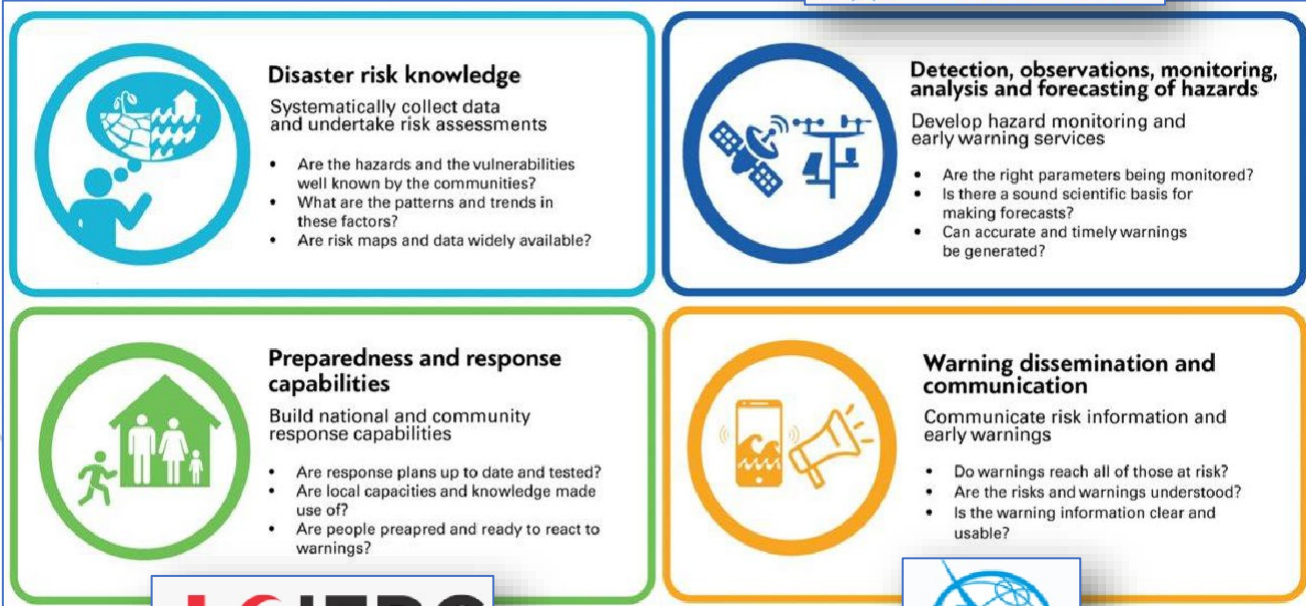 Disaster risk knowledge
Systematically collect data
and undertake risk assessments
• Are the hazards and the vulnerabilities
well known by the communities?
• What are the patterns and trends in
these factors?
• Are risk maps and data widely available?
Detection, observations, monitoring,
analysis and forecasting of hazards
Develop hazard monitoring and
early warning services
• Are the right parameters being monitored?
• Is there a sound scientific basis for
making forecasts?
• Can accurate and timely warnings
be generated?
Preparedness and response
capabilities
Build national and community
response capabilities
• Are response plans up to date and tested?
• Are local capacities and knowledge made
use of?
• Are people preapred and ready to react to
warnings?
Warning dissemination and
communication
Communicate risk information and
early warnings
• Do warnings reach all of those at risk?
• Are the risks and warnings understood?
• Is the warning information clear and
usable?